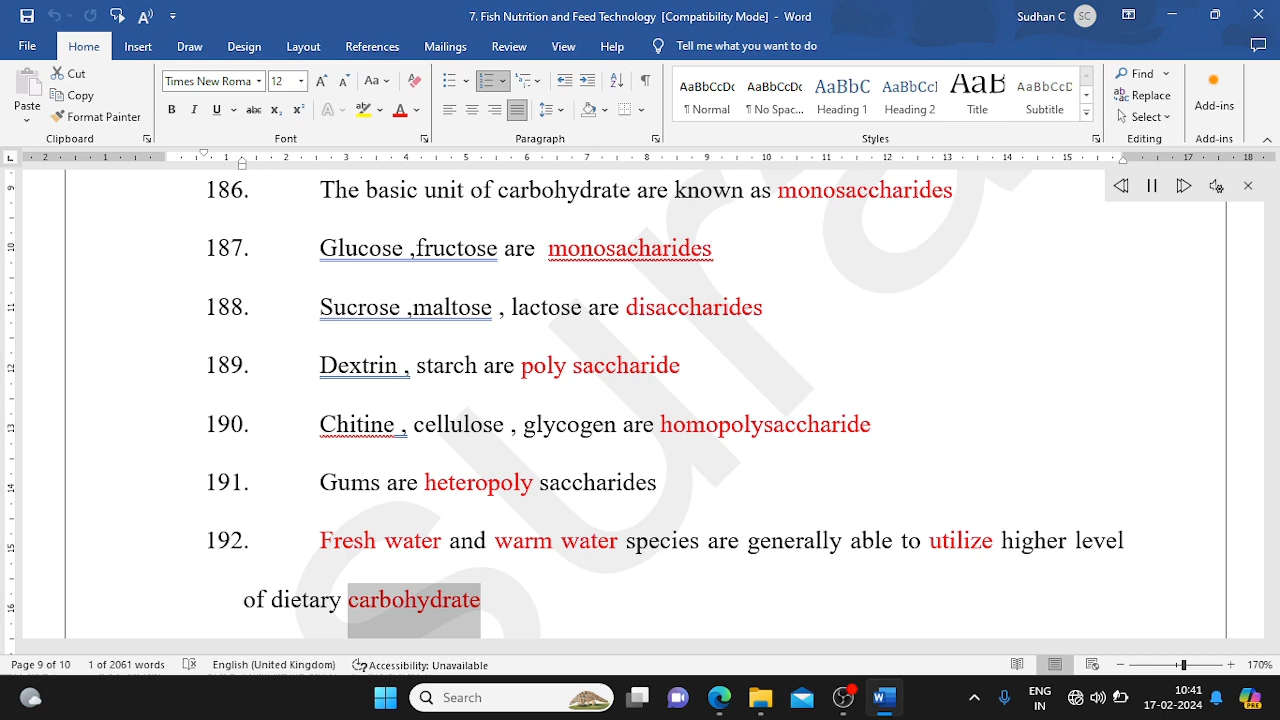 7. Fish Nutrition and Feed Technology [Compatibility Mode] - Word
Sudhan C SC
File Home Insert Draw Design Layout References Mailings Review View Help Tell me what you want to do
Paste
Cut
Copy
Format Painter
Clipboard
Times New Roma 12
Font
Paragraph
AaBbCcDc AaBbCcDc AaBbC AaBbCcl AaB AaBbCcD
¶ Normal ¶ No Spac... Heading 1 Heading 2 Title Subtitle
Styles
Find
Replace
Select
Editing
Add-ins
Add-ins
186. The basic unit of carbohydrate are known as monosaccharides
187. Glucose ,fructose are monosacharides
188. Sucrose ,maltose , lactose are disaccharides
189. Dextrin , starch are poly saccharide
190. Chitine , cellulose , glycogen are homopolysaccharide
191. Gums are heteropoly saccharides
192. Fresh water and warm water species are generally able to utilize higher level
of dietary carbohydrate
Page 9 of 10 1 of 2061 words English (United Kingdom) Accessibility: Unavailable 170%
Search
ENG
IN
10:41
17-02-2024